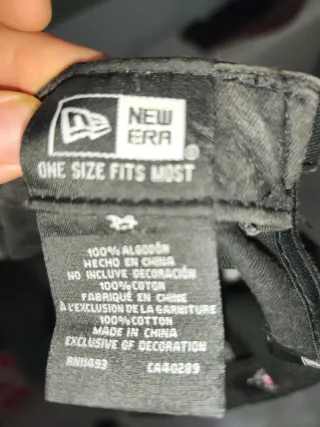 NEW
ERA
ONE SIZE FITS MOST
100% ALGODÓN
HECHO EN CHINA
NO INCLUYE DECORACIÓN
100% COTON
FABRIQUÉ EN CHINE
À L'EXCLUSION DE LA GARNITURE
100% COTTON
MADE IN CHINA
EXCLUSIVE OF DECORATION
RN11493 CA40289